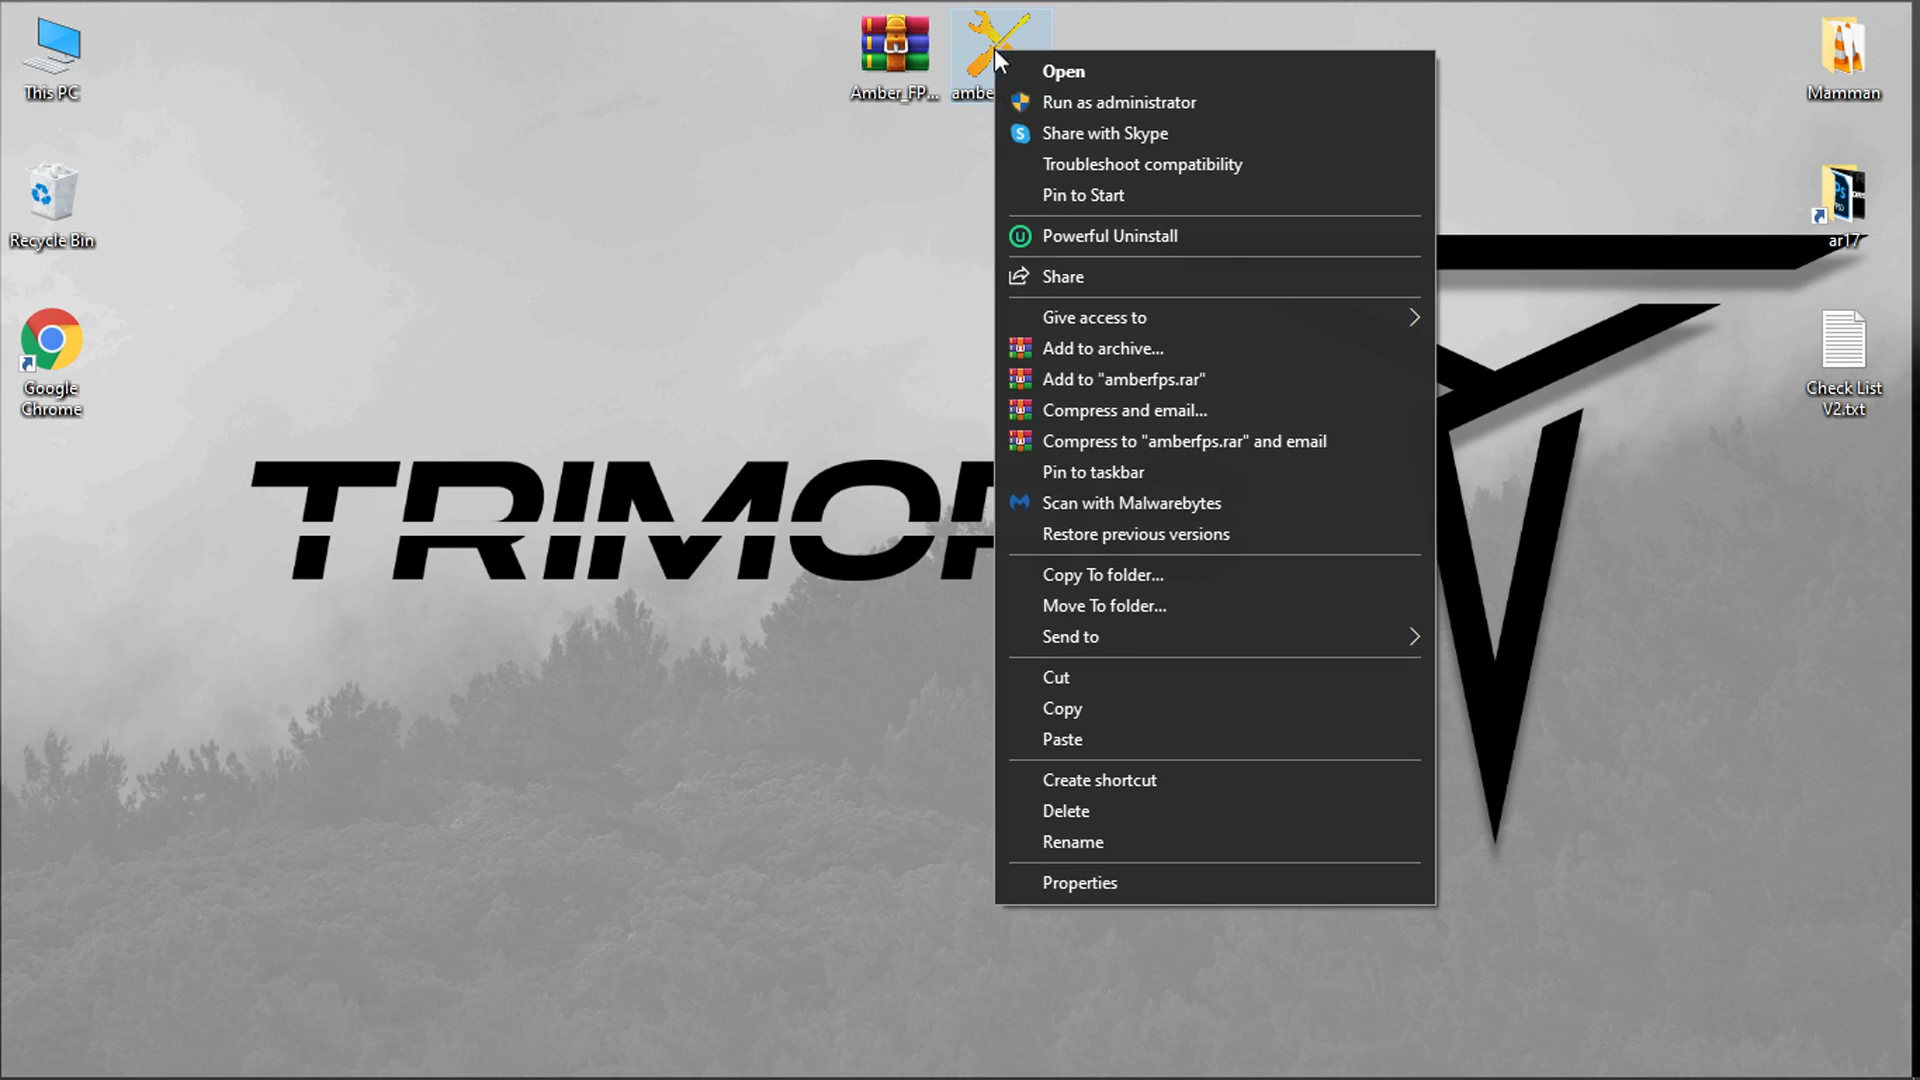 This PC
Recycle Bin
Google
Chrome
Amber_FP...
ambe
Open
Run as administrator
Share with Skype
Troubleshoot compatibility
Pin to Start
Powerful Uninstall
Share
Give access to
Add to archive...
Add to "amberfps.rar"
Compress and email...
Compress to "amberfps.rar" and email
Pin to taskbar
Scan with Malwarebytes
Restore previous versions
Copy To folder...
Move To folder...
Send to
Cut
Copy
Paste
Create shortcut
Delete
Rename
Properties
TRIMO
Mamman
Ps
PSD
ar17
Check List
V2.txt